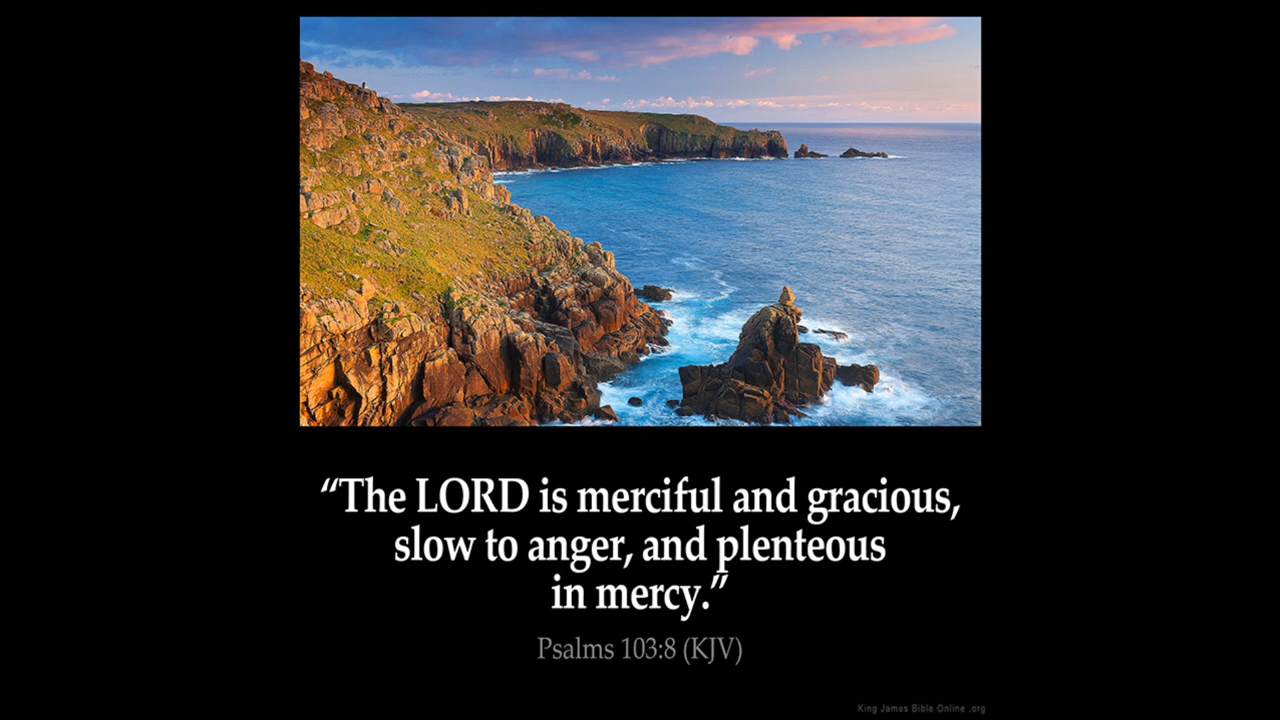 “The LORD is merciful and gracious,
slow to anger, and plenteous
in mercy.”
Psalms 103:8 (KJV)
King James Bible Online .org